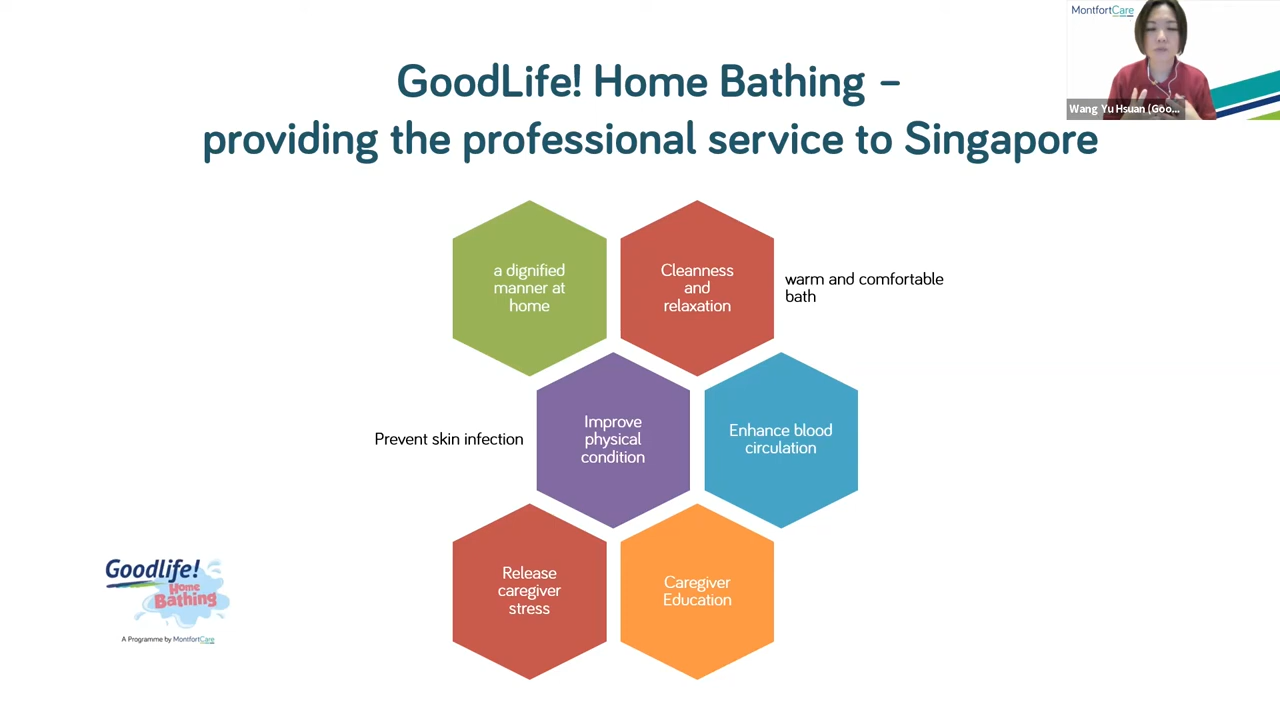 MontfortCare
Wang Yu Hsuan (Goo...
GoodLife! Home Bathing –
providing the professional service to Singapore
a dignified
manner at
home
Cleanness
and
relaxation
warm and comfortable
bath
Prevent skin infection
Improve
physical
condition
Enhance blood
circulation
Release
caregiver
stress
Caregiver
Education
Goodlife!
Home
Bathing
A Programme by MontfortCare